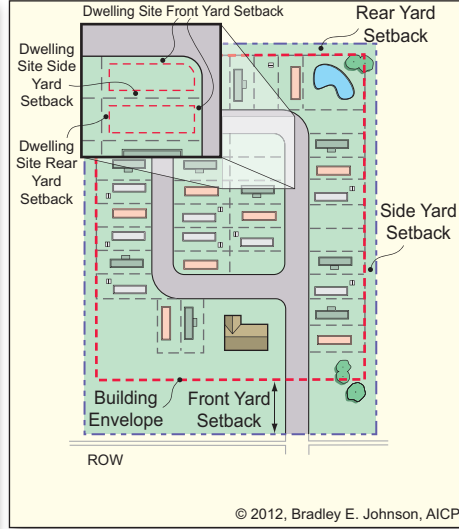 Dwelling Site Front Yard Setback
Rear Yard
Setback
Dwelling
Site Side
Yard
Setback
Dwelling
Site Rear
Yard
Setback
Side Yard
Setback
Building
Envelope
Front Yard
Setback
ROW
© 2012, Bradley E. Johnson, AICP